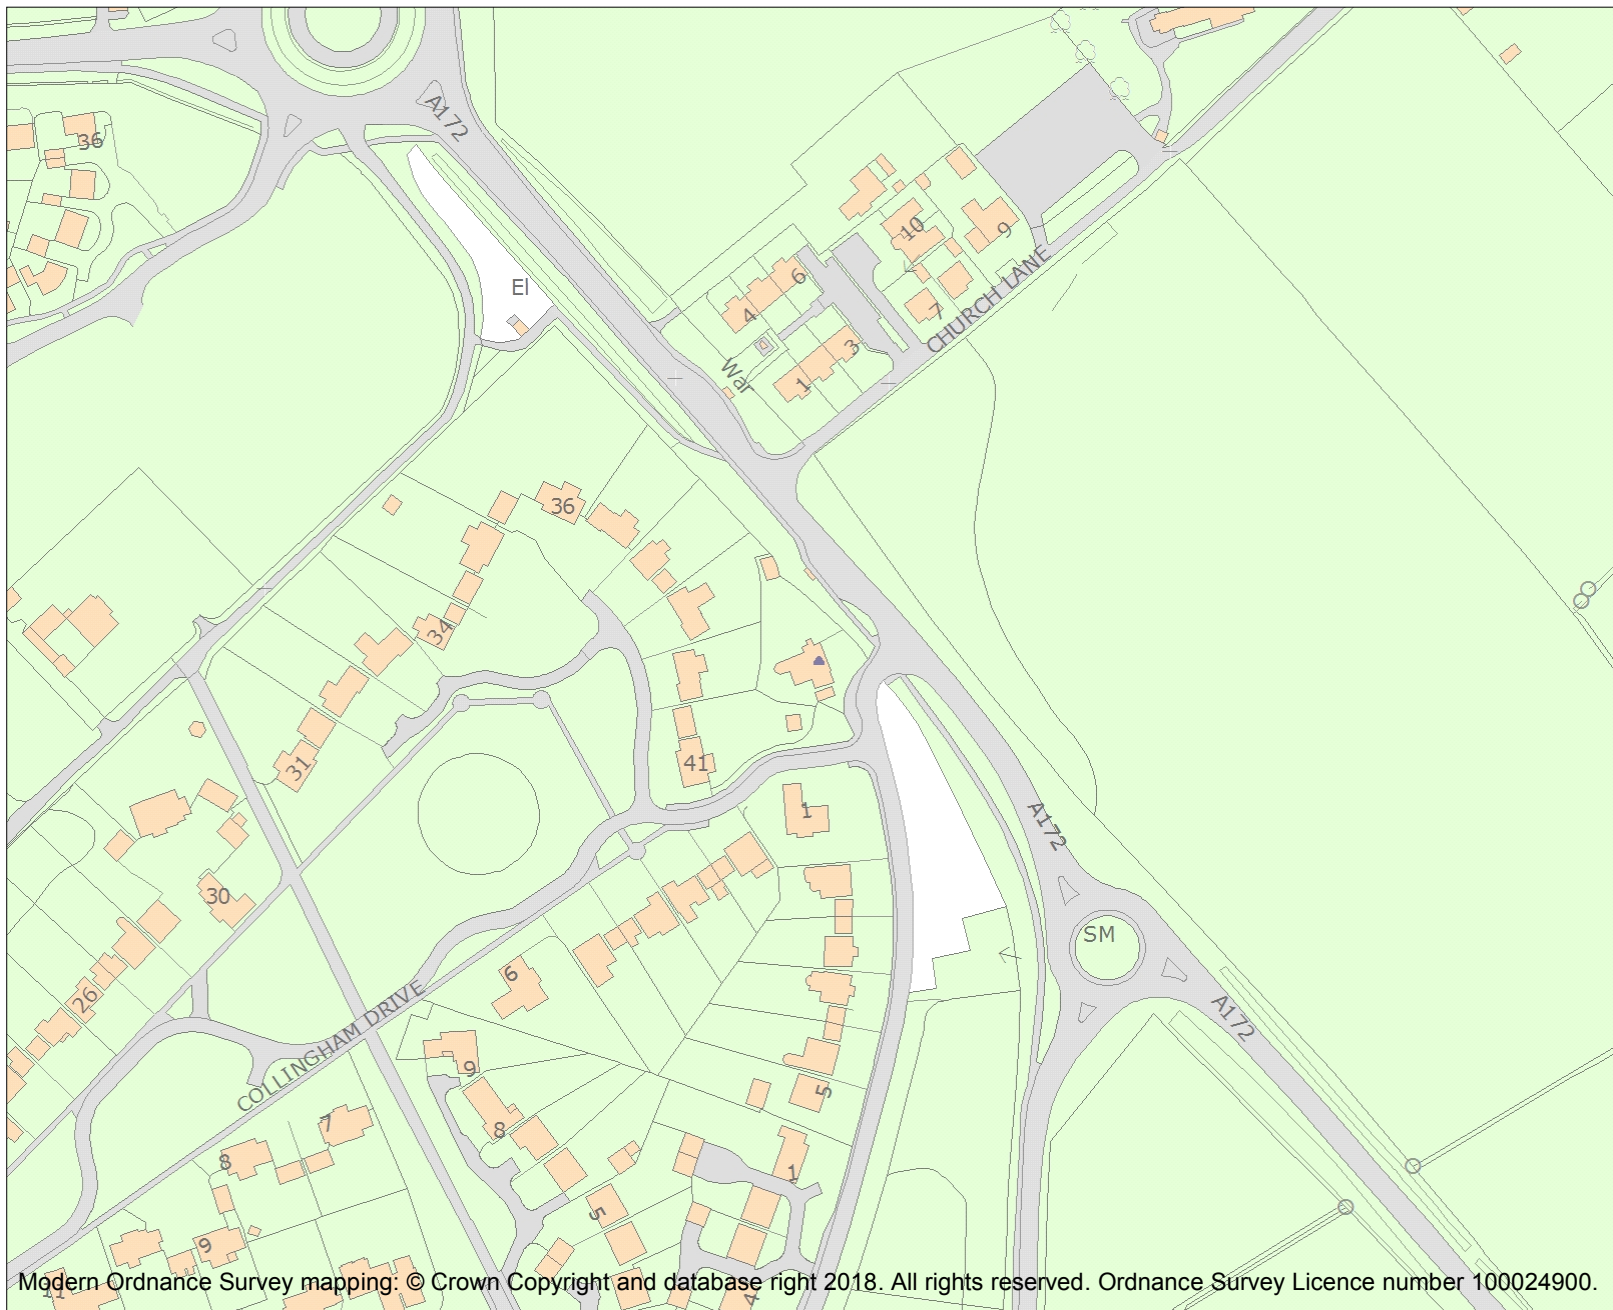 A172
36
El
10
9
6
4
7
CHURCH LANE
3
War
1
36
34
31
41
1
A172
30
SM
6
26
A172
COLLINGHAM DRIVE
9
5
7
8
8
1
5
9
11
4
Modern Ordnance Survey mapping: © Crown Copyright and database right 2018. All rights reserved. Ordnance Survey Licence number 100024900.